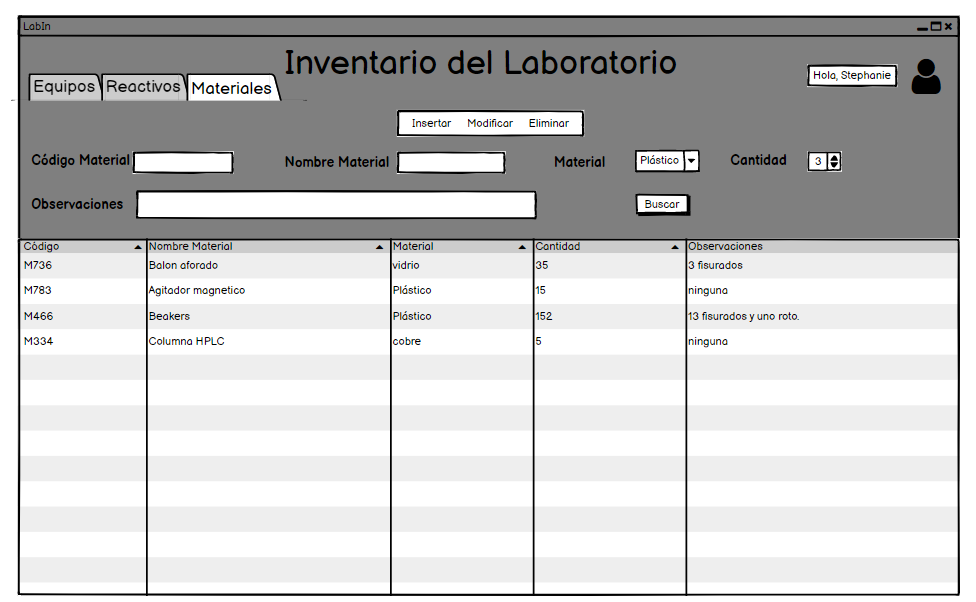 LabIn
Inventario del Laboratorio
Hola, Stephanie
Equipos Reactivos Materiales
Insertar Modificar Eliminar
Código Material Nombre Material Material Plástico Cantidad 3
Observaciones Buscar
Código Nombre Material Material Cantidad Observaciones
M736 Balon aforado vidrio 35 3 fisurados
M783 Agitador magnetico Plástico 15 ninguna
M466 Beakers Plástico 152 13 fisurados y uno roto.
M334 Columna HPLC cobre 5 ninguna